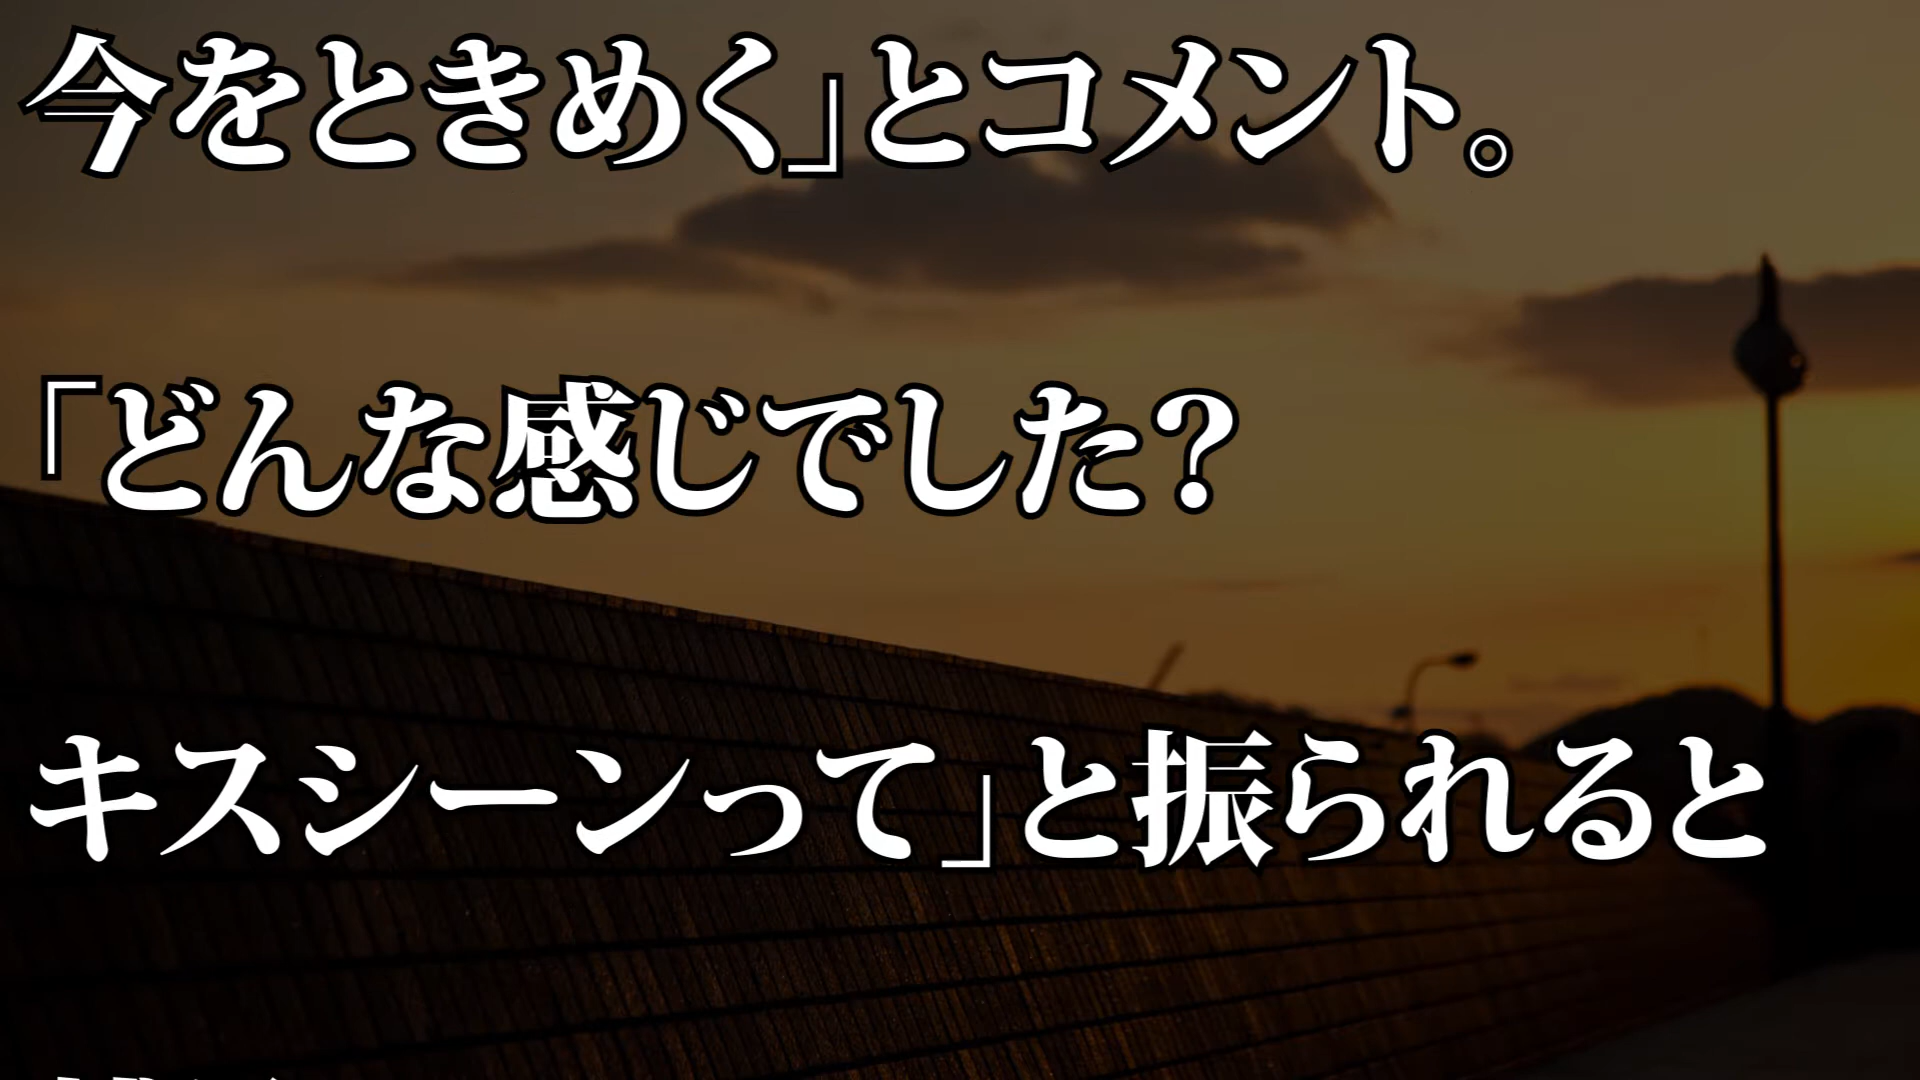 今をときめく」とコメント。
「どんな感じでした？
キスシーンって」と振られると